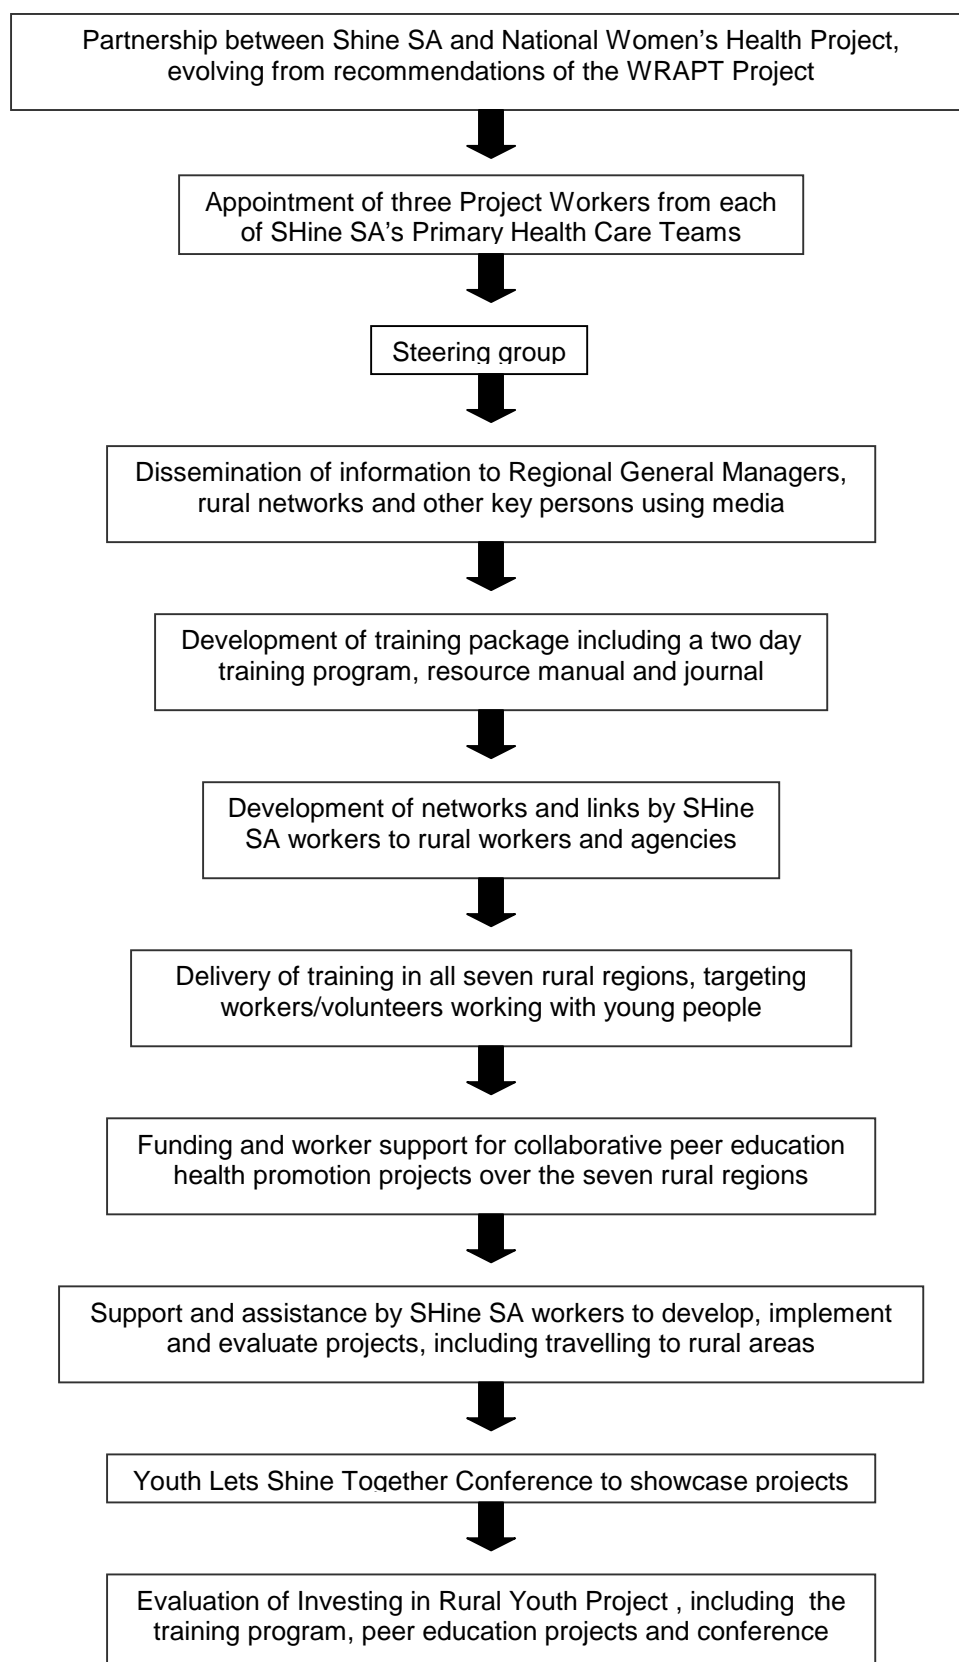 Partnership between Shine SA and National Women’s Health Project,
evolving from recommendations of the WRAPT Project
Appointment of three Project Workers from each
of SHine SA’s Primary Health Care Teams
Steering group
Dissemination of information to Regional General Managers,
rural networks and other key persons using media
Development of training package including a two day
training program, resource manual and journal
Development of networks and links by SHine
SA workers to rural workers and agencies
Delivery of training in all seven rural regions, targeting
workers/volunteers working with young people
Funding and worker support for collaborative peer education
health promotion projects over the seven rural regions
Support and assistance by SHine SA workers to develop, implement
and evaluate projects, including travelling to rural areas
Youth Lets Shine Together Conference to showcase projects
Evaluation of Investing in Rural Youth Project , including the
training program, peer education projects and conference